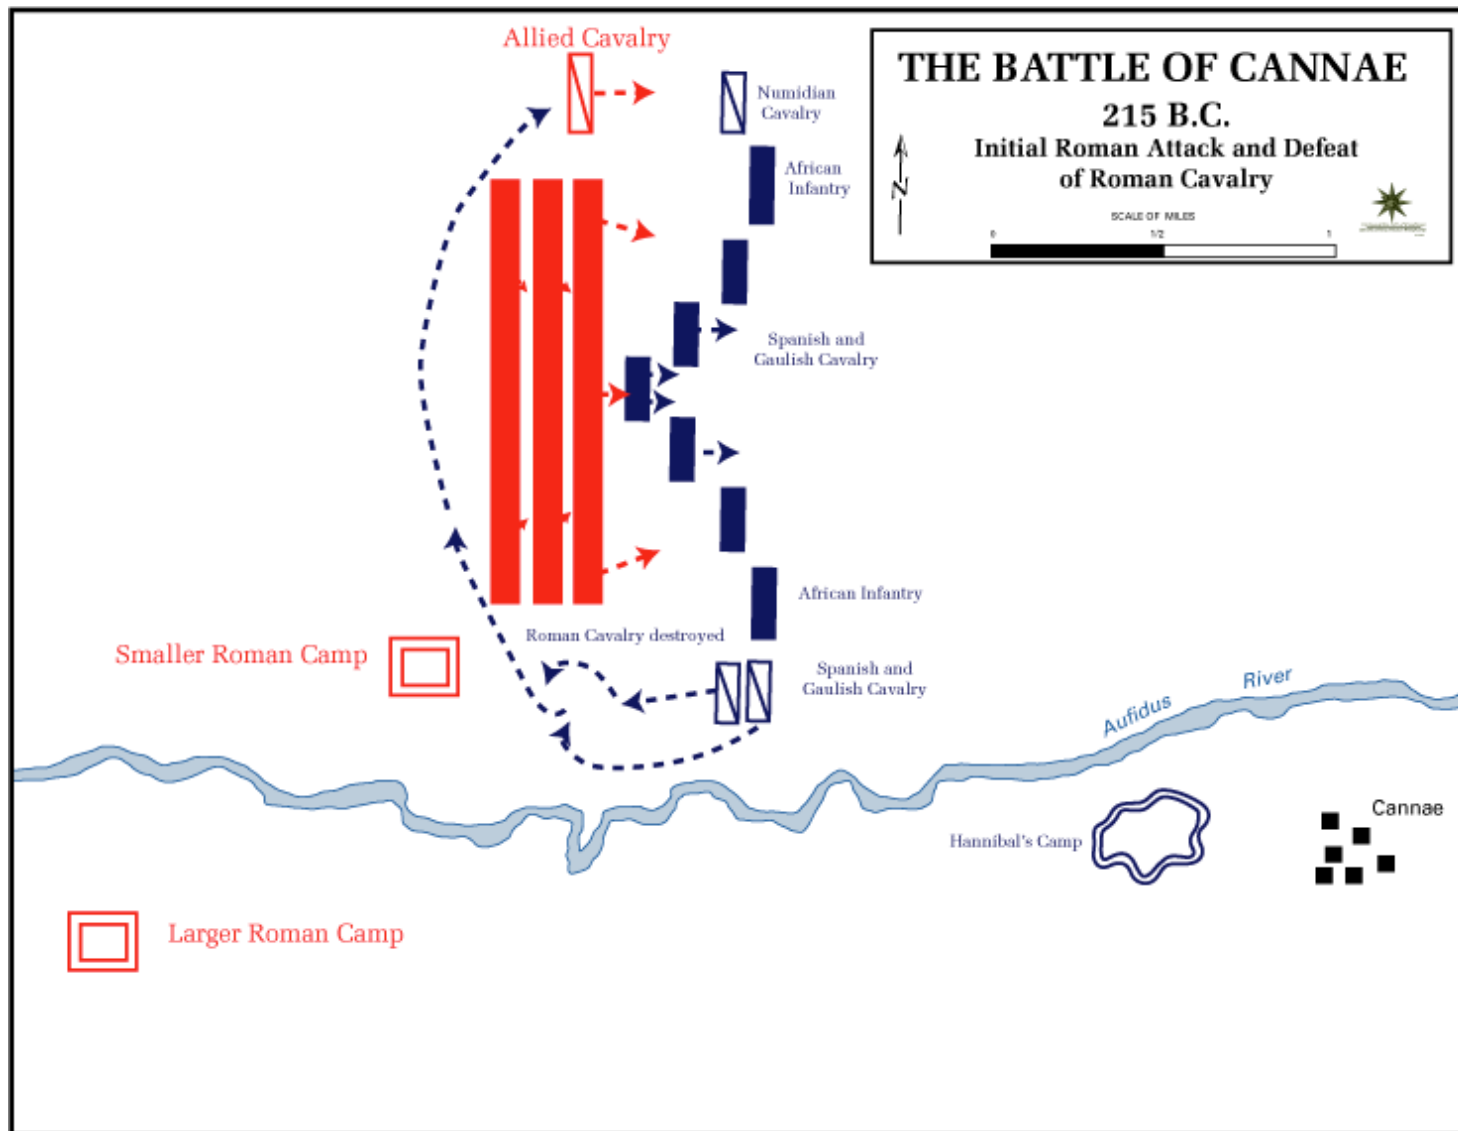 Allied Cavalry
THE BATTLE OF CANNAE
215 B.C.
Initial Roman Attack and Defeat
of Roman Cavalry
N
SCALE OF MILES
0 1/2 1
Numidian
Cavalry
African
Infantry
Spanish and
Gaulish Cavalry
African Infantry
Roman Cavalry destroyed
Smaller Roman Camp
Spanish and
Gaulish Cavalry
Aufidus River
Cannae
Hannibal's Camp
Larger Roman Camp